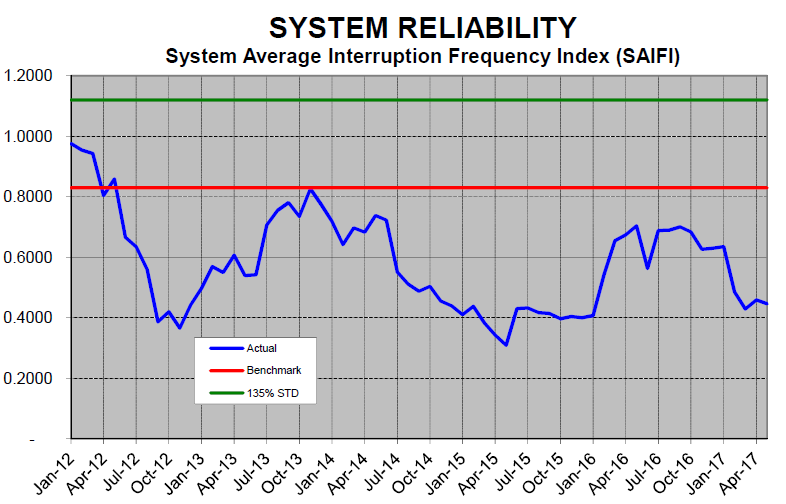 SYSTEM RELIABILITY
System Average Interruption Frequency Index (SAIFI)
1.2000
1.0000
0.8000
0.6000
0.4000
0.2000
-
Actual
Benchmark
135% STD
Jan-12
Apr-12
Jul-12
Oct-12
Jan-13
Apr-13
Jul-13
Oct-13
Jan-14
Apr-14
Jul-14
Oct-14
Jan-15
Apr-15
Jul-15
Oct-15
Jan-16
Apr-16
Jul-16
Oct-16
Jan-17
Apr-17